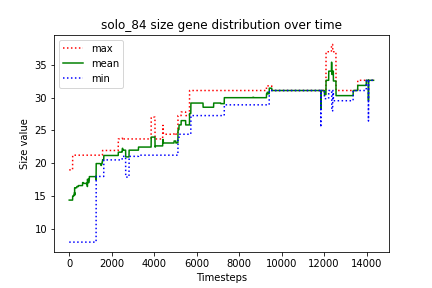 solo_84 size gene distribution over time
max
mean
min
Size value
35
30
25
20
15
10
0 2000 4000 6000 8000 10000 12000 14000
Timesteps